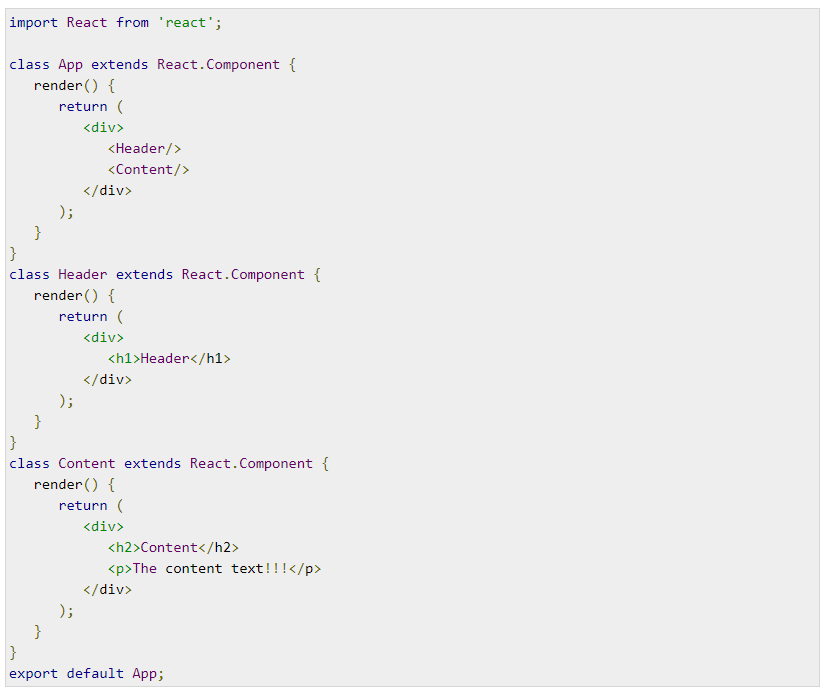 import React from 'react';
class App extends React.Component {
render() {
return (
<div>
<Header/>
<Content/>
</div>
);
}
}
class Header extends React.Component {
render() {
return (
<div>
<h1>Header</h1>
</div>
);
}
}
class Content extends React.Component {
render() {
return (
<div>
<h2>Content</h2>
<p>The content text!!!</p>
</div>
);
}
}
export default App;